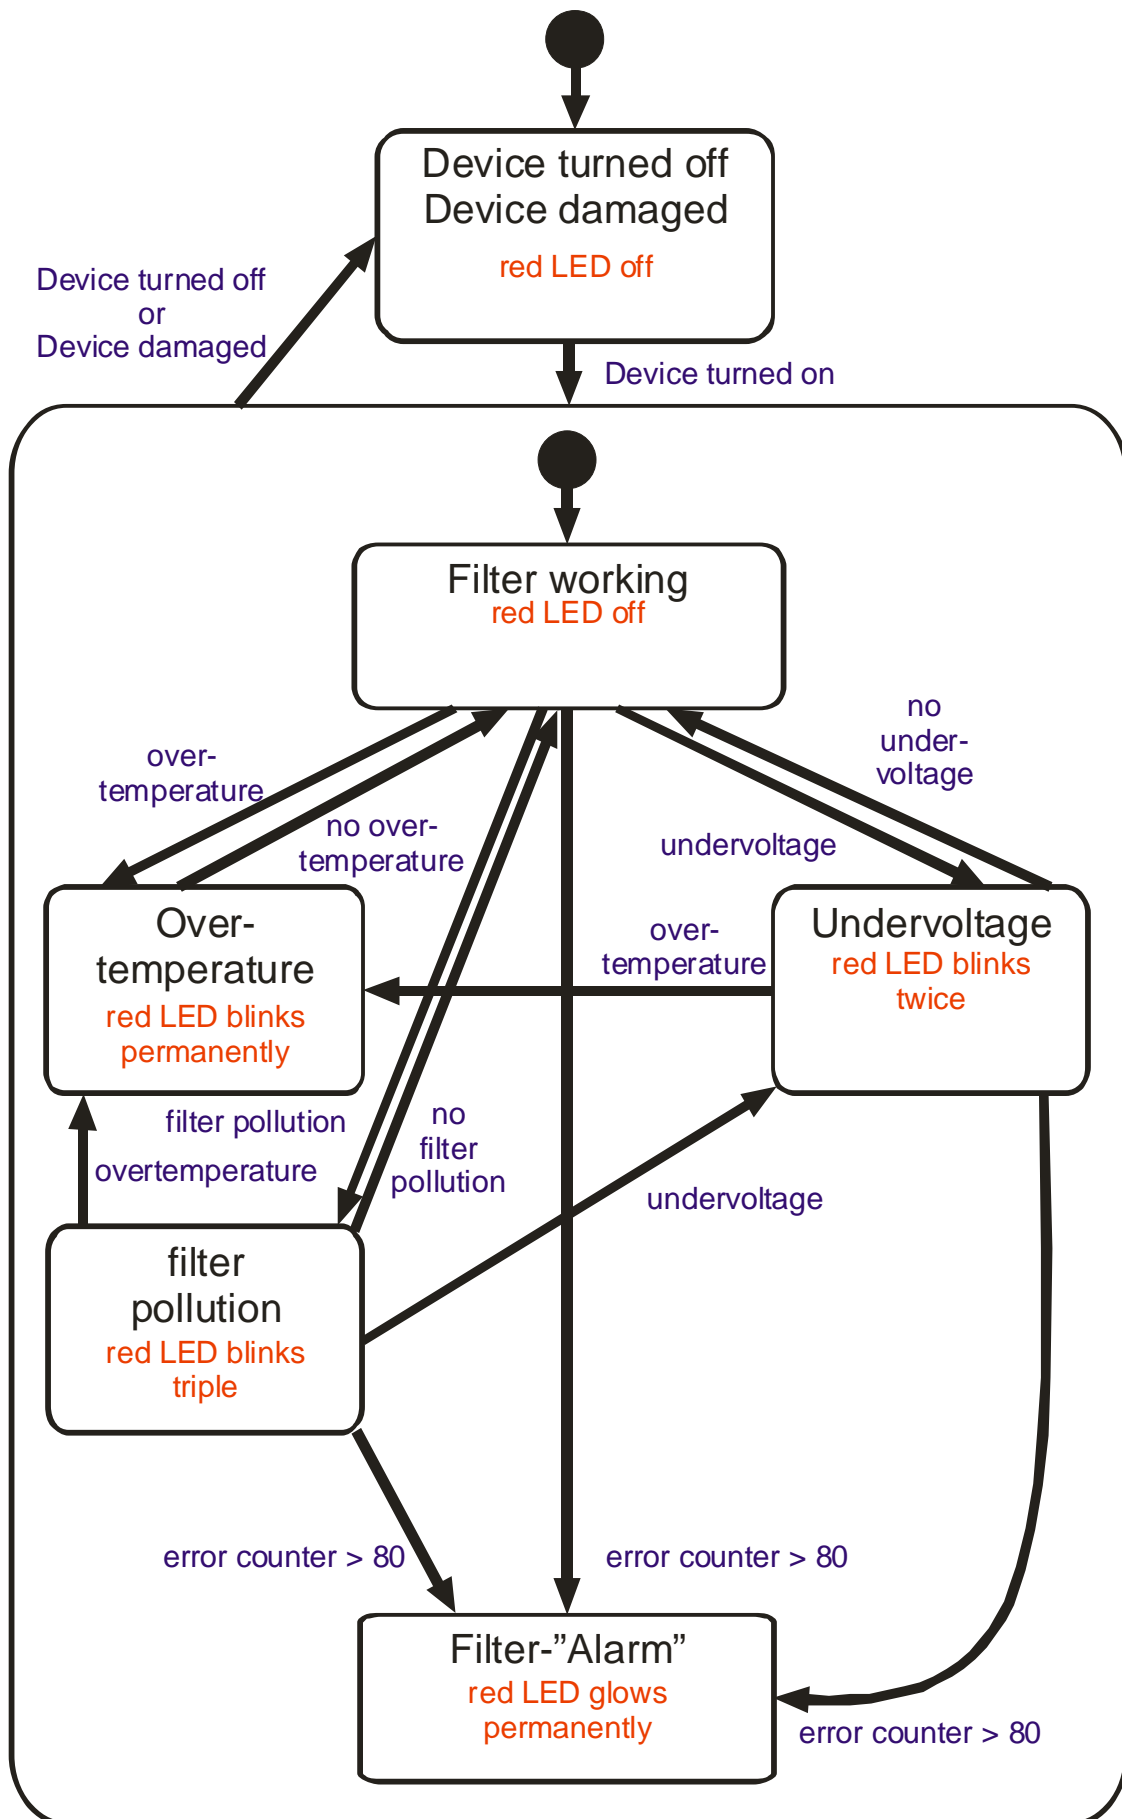 Device turned off
Device damaged
red LED off
Device turned off
or
Device damaged
Device turned on
Filter working
red LED off
over-
temperature
no over-
temperature
no
under-
voltage
undervoltage
Over-
temperature
red LED blinks
permanently
over-
temperature
Undervoltage
red LED blinks
twice
filter pollution
overtemperature
no
filter
pollution
undervoltage
filter
pollution
red LED blinks
triple
error counter > 80
error counter > 80
Filter-”Alarm”
red LED glows
permanently
error counter > 80